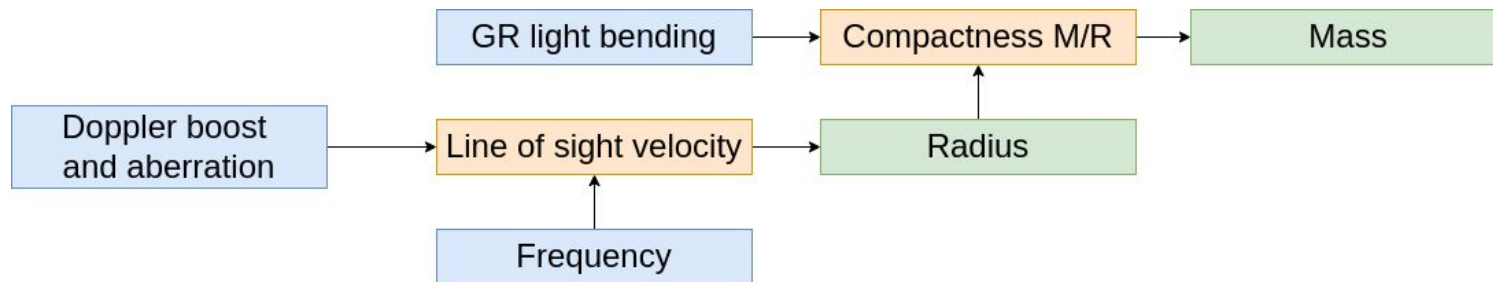 GR light bending
Compactness M/R
Mass
Doppler boost
and aberration
Line of sight velocity
Radius
Frequency